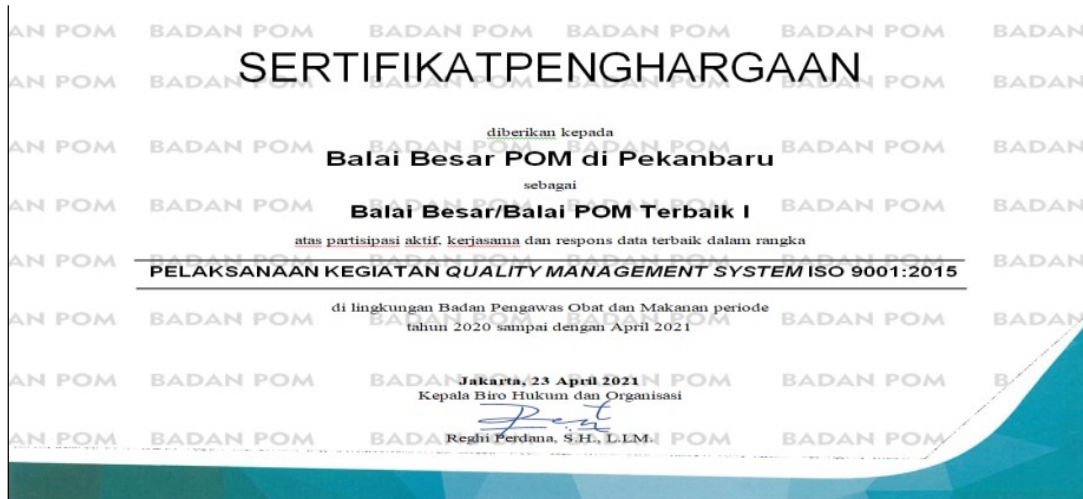 SERTIFIKATPENGHARGAAN
diberikan kepada
Balai Besar POM di Pekanbaru
sebagai
Balai Besar/Balai POM Terbaik I
atas partisipasi aktif, kerjasama dan respons data terbaik dalam rangka
PELAKSANAAN KEGIATAN QUALITY MANAGEMENT SYSTEM ISO 9001:2015
di lingkungan Badan Pengawas Obat dan Makanan periode
tahun 2020 sampai dengan April 2021
Jakarta, 23 April 2021
Kepala Biro Hukum dan Organisasi
Reghi Perdana, S.H., L.LM.
BADAN POM